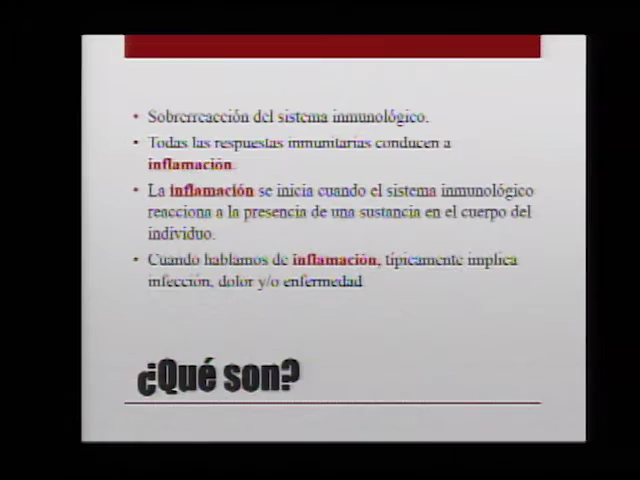 • Sobrerreacción del sistema inmunológico.
• Todas las respuestas inmunitarias conducen a
inflamación.
• La inflamación se inicia cuando el sistema inmunológico
reacciona a la presencia de una sustancia en el cuerpo del
individuo.
• Cuando hablamos de inflamación, típicamente implica
infección, dolor y/o enfermedad
¿Qué son?